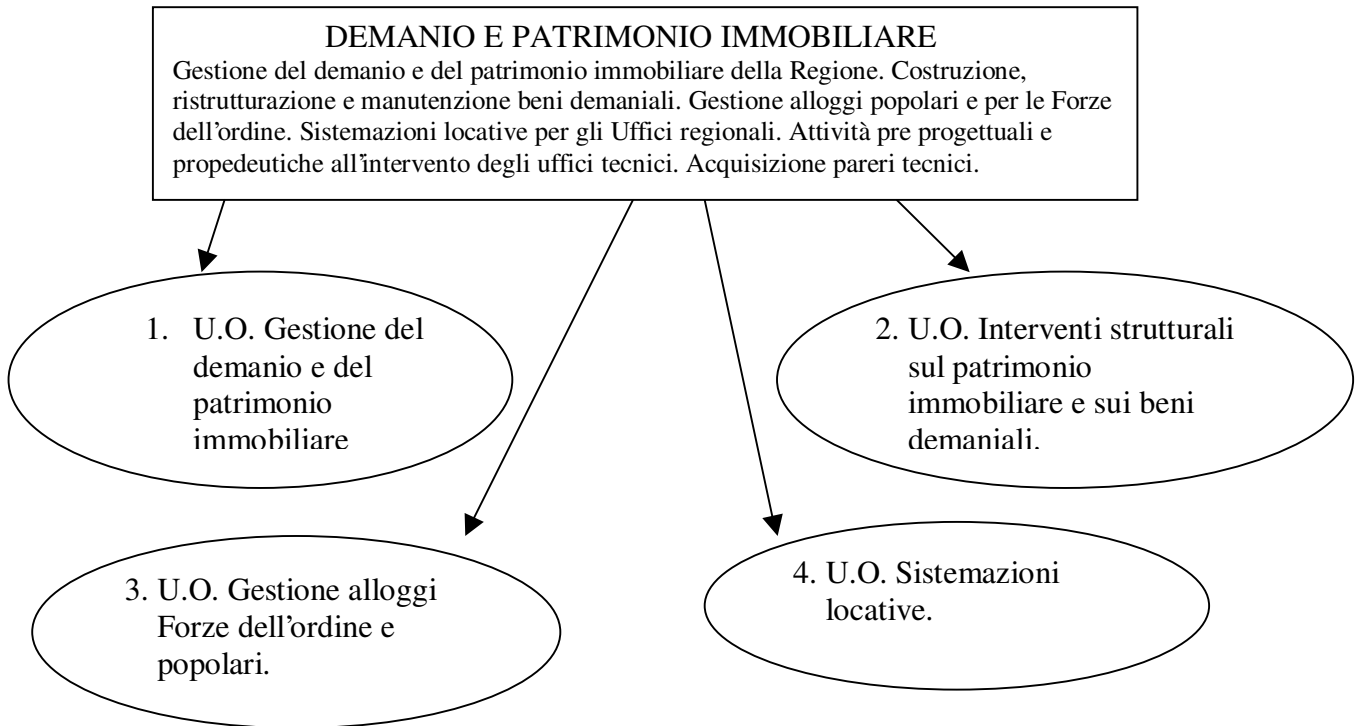 DEMANIO E PATRIMONIO IMMOBILIARE
Gestione del demanio e del patrimonio immobiliare della Regione. Costruzione,
ristrutturazione e manutenzione beni demaniali. Gestione alloggi popolari e per le Forze
dell'ordine. Sistemazioni locative per gli Uffici regionali. Attività pre progettuali e
propedeutiche all'intervento degli uffici tecnici. Acquisizione pareri tecnici.
1. U.O. Gestione del
demanio e del
patrimonio
immobiliare
2. U.O. Interventi strutturali
sul patrimonio
immobiliare e sui beni
demaniali.
3. U.O. Gestione alloggi
Forze dell'ordine e
popolari.
4. U.O. Sistemazioni
locative.